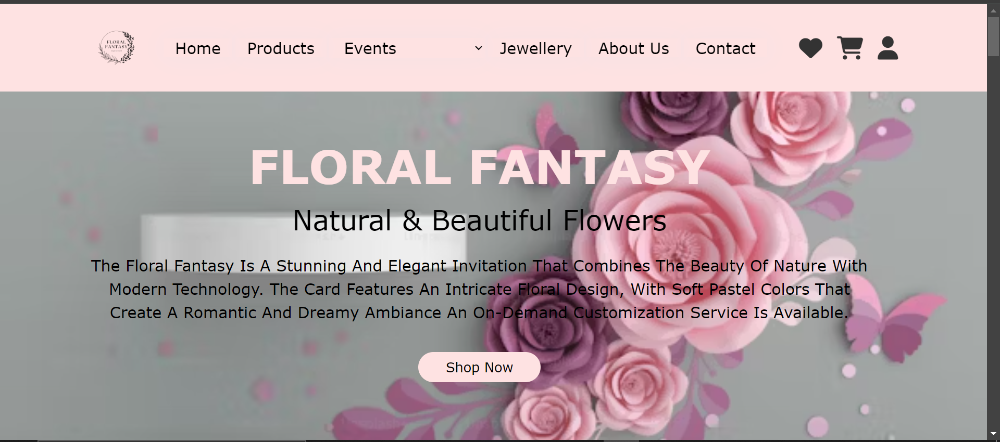 FLORAL
FANTASY
Home Products Events Jewellery About Us Contact
FLORAL FANTASY
Natural & Beautiful Flowers
The Floral Fantasy Is A Stunning And Elegant Invitation That Combines The Beauty Of Nature With
Modern Technology. The Card Features An Intricate Floral Design, With Soft Pastel Colors That
Create A Romantic And Dreamy Ambiance An On-Demand Customization Service Is Available.
Shop Now